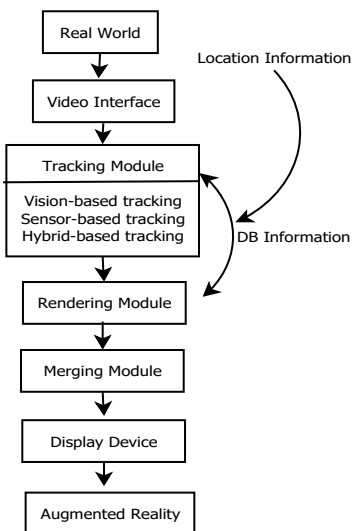 Real World
Location Information
Video Interface
Tracking Module
Vision-based tracking
Sensor-based tracking
Hybrid-based tracking
DB Information
Rendering Module
Merging Module
Display Device
Augmented Reality